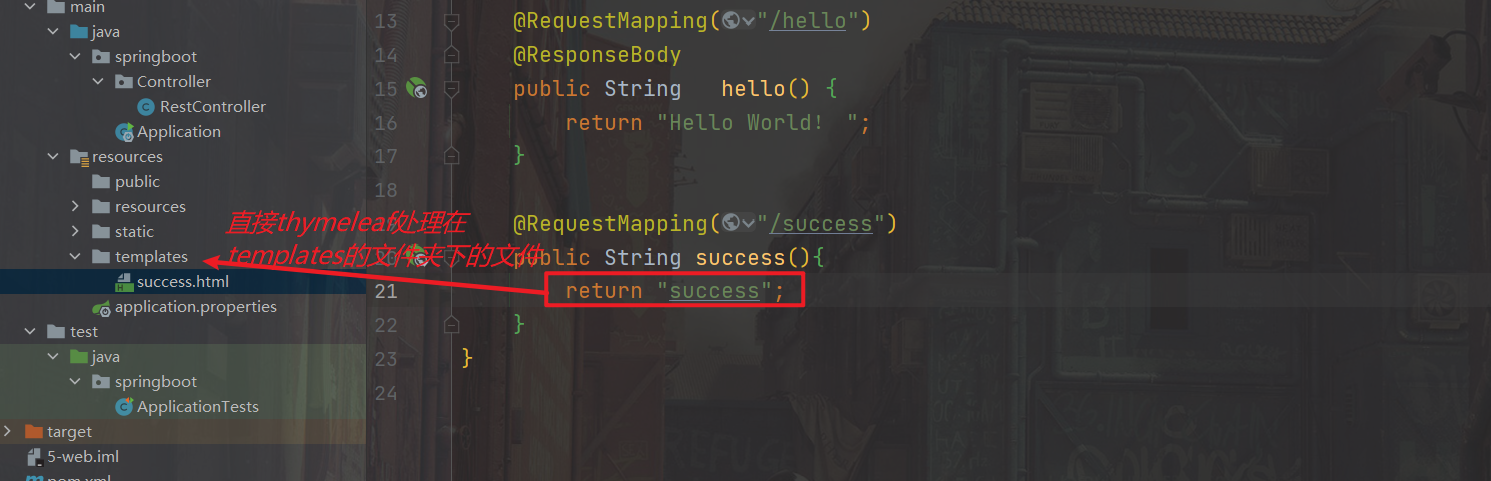 main
java
springboot
Controller
RestController
Application
resources
public
resources
static
templates
success.html
application.properties
test
java
springboot
ApplicationTests
target
5-web.iml
pom.xml
13 @RequestMapping("/hello")
14 @ResponseBody
15 public String hello() {
16 return "Hello World! ";
17 }
18
@RequestMapping("/success")
public String success(){
21 return "success";
22 }
23 }
24
直接thymeleaf处理在
templates的文件夹下的文件